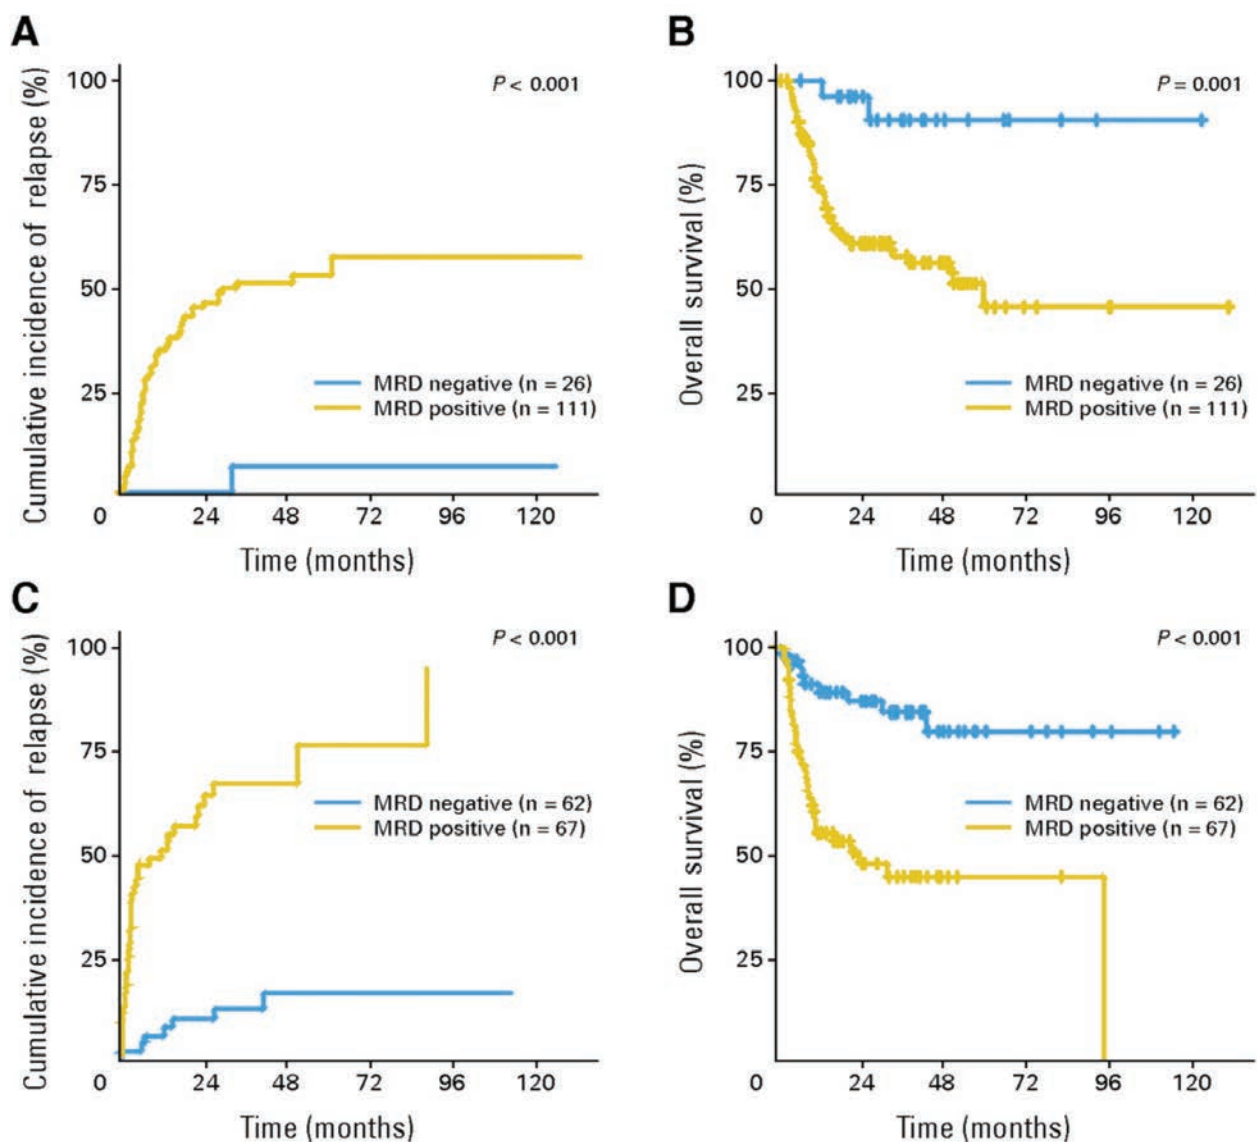 A
Cumulative incidence of relapse (%)
100
75
50
25
0
24
48
72
96
120
Time (months)
P < 0.001
MRD negative (n = 26)
MRD positive (n = 111)
B
Overall survival (%)
100
75
50
25
0
24
48
72
96
120
Time (months)
P = 0.001
MRD negative (n = 26)
MRD positive (n = 111)
C
Cumulative incidence of relapse (%)
100
75
50
25
0
24
48
72
96
120
Time (months)
P < 0.001
MRD negative (n = 62)
MRD positive (n = 67)
D
Overall survival (%)
100
75
50
25
0
24
48
72
96
120
Time (months)
P < 0.001
MRD negative (n = 62)
MRD positive (n = 67)